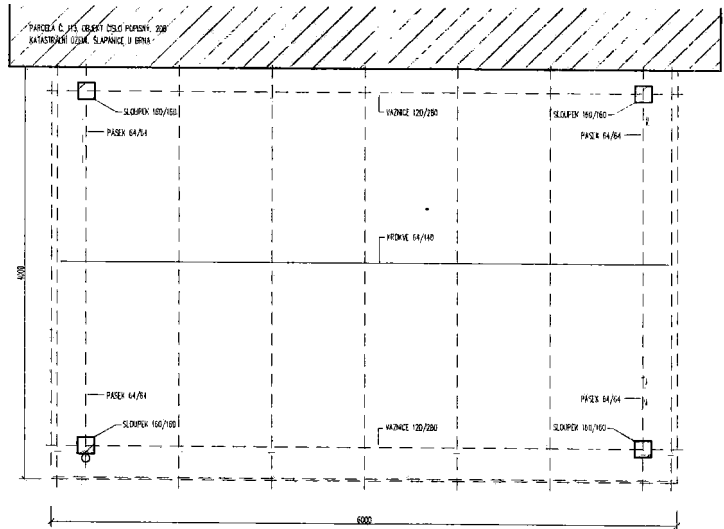 PARCELA Č. 113, OBJEKT ČÍSLO POPISNÝ, 208
KATASTRÁLNÍ ÚZEMÍ, ŠLAPANICE U BRNA
SLOUPEK 160/160
VAZNICE 120/280
SLOUPEK 160/160
PÁSEK 64/64
PÁSEK 64/64
KROKVE 64/140
4000
PÁSEK 64/64
PÁSEK 64/64
SLOUPEK 160/160
VAZNICE 120/280
SLOUPEK 160/160
6000